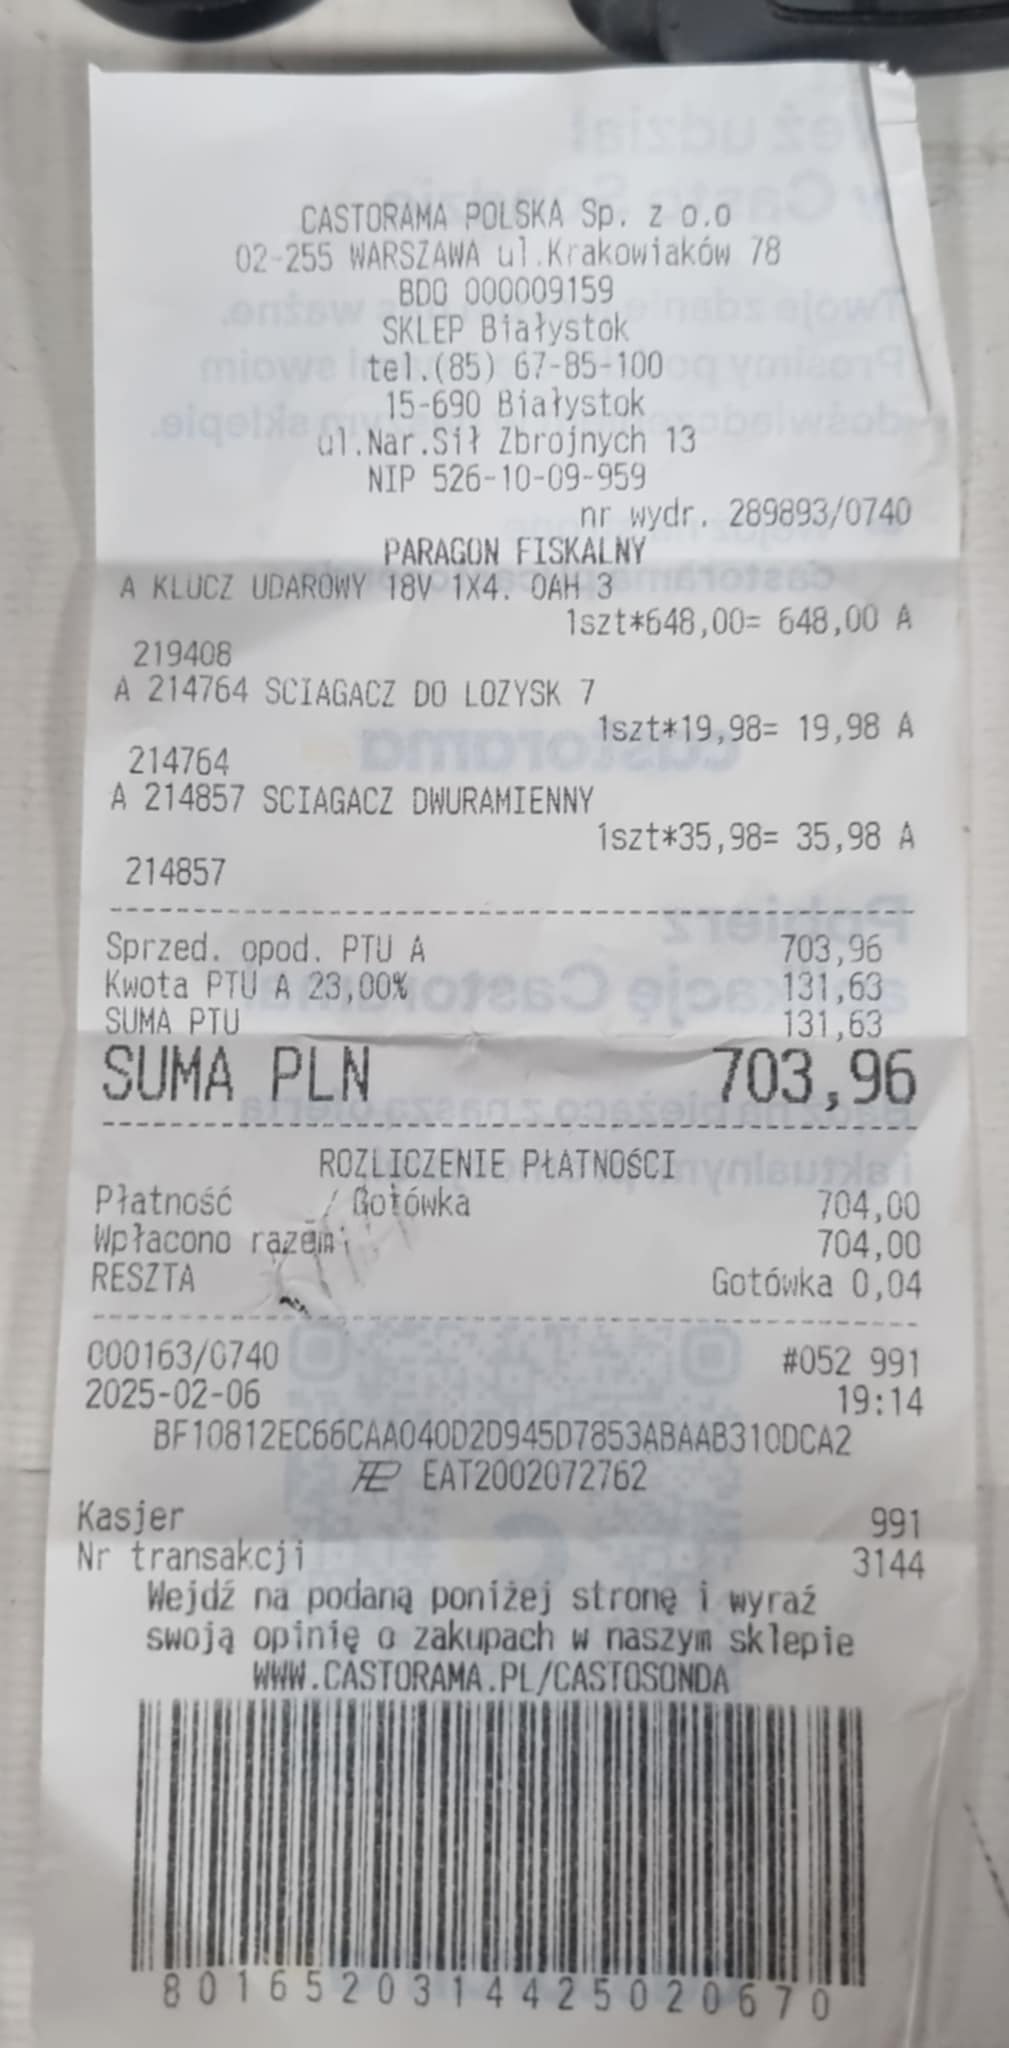 CASTORAMA POLSKA Sp. z o.o
02-255 WARSZAWA ul.Krakowiaków 78
BDO 000009159
SKLEP Białystok
tel.(85) 67-85-100
15-690 Białystok
ul.Nar.Sił Zbrojnych 13
NIP 526-10-09-959
nr wydr. 289893/0740
PARAGON FISKALNY
A KLUCZ UDAROWY 18V 1X4. 0AH 3
1szt*648,00= 648,00 A
219408
A 214764 SCIAGACZ DO LOZYSK 7
1szt*19,98= 19,98 A
214764
A 214857 SCIAGACZ DWURAMIENNY
1szt*35,98= 35,98 A
214857
Sprzed. opod. PTU A 703,96
Kwota PTU A 23,00% 131,63
SUMA PTU 131,63
SUMA PLN 703,96
ROZLICZENIE PŁATNOŚCI
Płatność / Gotówka 704,00
Wpłacono razem 704,00
RESZTA Gotówka 0,04
000163/0740 #052 991
2025-02-06 19:14
BF10812EC66CAA040D2D945D7853ABAAB310DCA2
EAT2002072762
Kasjer 991
Nr transakcji 3144
Wejdź na podaną poniżej stronę i wyraź
swoją opinię o zakupach w naszym sklepie
WWW.CASTORAMA.PL/CASTOSONDA
8016520314425020670